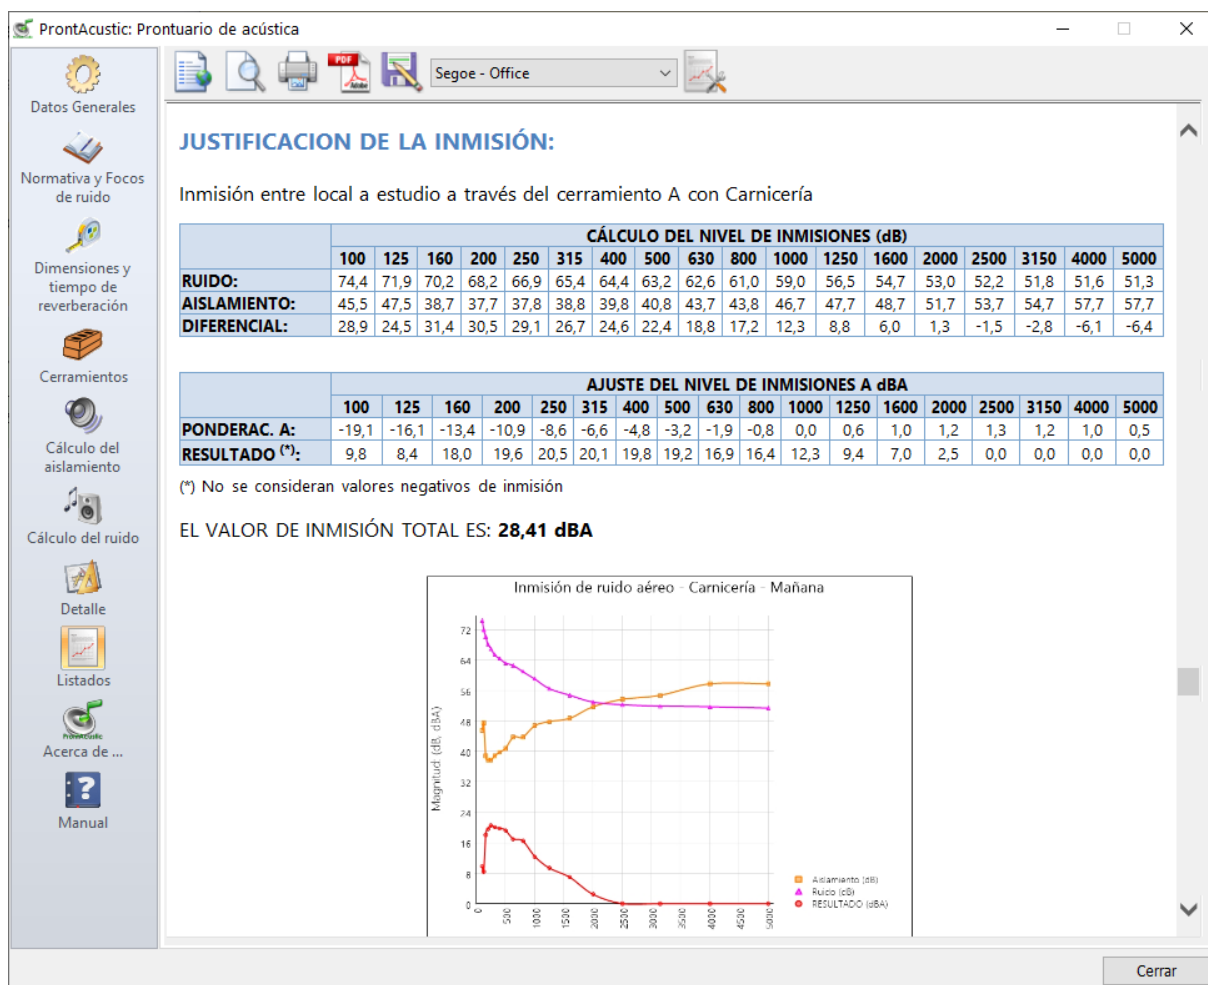 ProntAcustic: Prontuario de acústica
Datos Generales
Normativa y Focos
de ruido
Dimensiones y
tiempo de
reverberación
Cerramientos
Cálculo del
aislamiento
Cálculo del ruido
Detalle
Listados
ProntAcustic
Acerca de ...
Manual
PDF
Adobe
Segoe - Office
JUSTIFICACION DE LA INMISIÓN:
Inmisión entre local a estudio a través del cerramiento A con Carnicería
CÁLCULO DEL NIVEL DE INMISIONES (dB)
100 125 160 200 250 315 400 500 630 800 1000 1250 1600 2000 2500 3150 4000 5000
RUIDO: 74,4 71,9 70,2 68,2 66,9 65,4 64,4 63,2 62,6 61,0 59,0 56,5 54,7 53,0 52,2 51,8 51,6 51,3
AISLAMIENTO: 45,5 47,5 38,7 37,7 37,8 38,8 39,8 40,8 43,7 43,8 46,7 47,7 48,7 51,7 53,7 54,7 57,7 57,7
DIFERENCIAL: 28,9 24,5 31,4 30,5 29,1 26,7 24,6 22,4 18,8 17,2 12,3 8,8 6,0 1,3 -1,5 -2,8 -6,1 -6,4
AJUSTE DEL NIVEL DE INMISIONES A dBA
100 125 160 200 250 315 400 500 630 800 1000 1250 1600 2000 2500 3150 4000 5000
PONDERAC. A: -19,1 -16,1 -13,4 -10,9 -8,6 -6,6 -4,8 -3,2 -1,9 -0,8 0,0 0,6 1,0 1,2 1,3 1,2 1,0 0,5
RESULTADO (*): 9,8 8,4 18,0 19,6 20,5 20,1 19,8 19,2 16,9 16,4 12,3 9,4 7,0 2,5 0,0 0,0 0,0 0,0
(*) No se consideran valores negativos de inmisión
EL VALOR DE INMISIÓN TOTAL ES: 28,41 dBA
Inmisión de ruido aéreo - Carnicería - Mañana
Magnitud: (dB, dBA)
72
64
56
48
40
32
24
16
8
0
0 500 1000 1500 2000 2500 3000 3500 4000 4500 5000
Aislamiento (dB)
Ruido (dB)
RESULTADO (dBA)
Cerrar